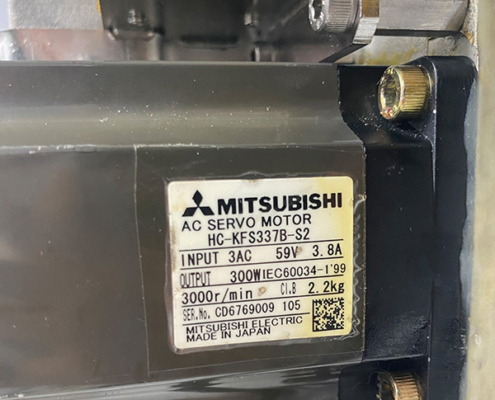 MITSUBISHI
AC SERVO MOTOR
HC-KFS337B-S2
INPUT 3AC 59V 3.8A
OUTPUT 300W IEC60034-1'99
3000r/min Cl.B 2.2kg
SER.No. CD6769009 105
MITSUBISHI ELECTRIC
MADE IN JAPAN